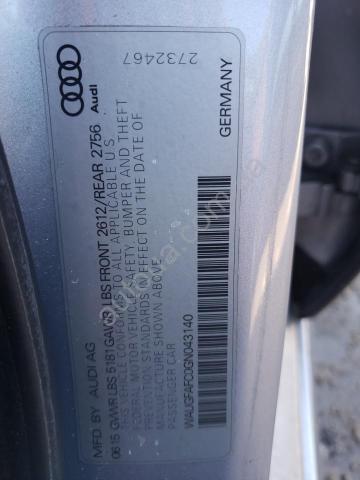 MFD. BY AUDI AG
0615 GVWR LBS 5181 GAWR LBS FRONT 2612/REAR 2756
THIS VEHICLE CONFORMS TO ALL APPLICABLE U.S.
FEDERAL MOTOR VEHICLE SAFETY, BUMPER AND THEFT
PREVENTION STANDARDS IN EFFECT ON THE DATE OF
MANUFACTURE SHOWN ABOVE.
PASSENGER CAR
WAUGFAFC0GN043140
GERMANY
Audi
2732467